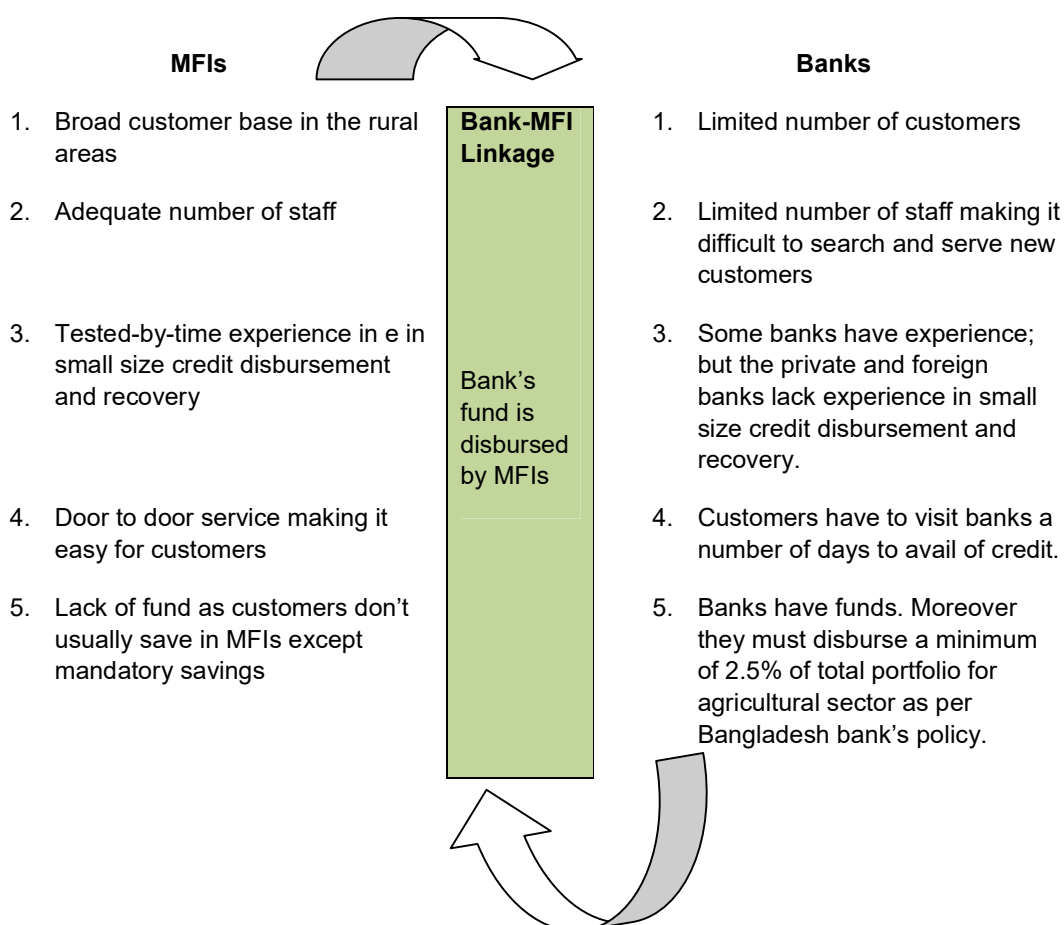 MFIs
Banks
1. Broad customer base in the rural
areas
2. Adequate number of staff
3. Tested-by-time experience in e in
small size credit disbursement
and recovery
4. Door to door service making it
easy for customers
5. Lack of fund as customers don’t
usually save in MFIs except
mandatory savings
Bank-MFI
Linkage
Bank’s
fund is
disbursed
by MFIs
1. Limited number of customers
2. Limited number of staff making it
difficult to search and serve new
customers
3. Some banks have experience;
but the private and foreign
banks lack experience in small
size credit disbursement and
recovery.
4. Customers have to visit banks a
number of days to avail of credit.
5. Banks have funds. Moreover
they must disburse a minimum
of 2.5% of total portfolio for
agricultural sector as per
Bangladesh bank’s policy.